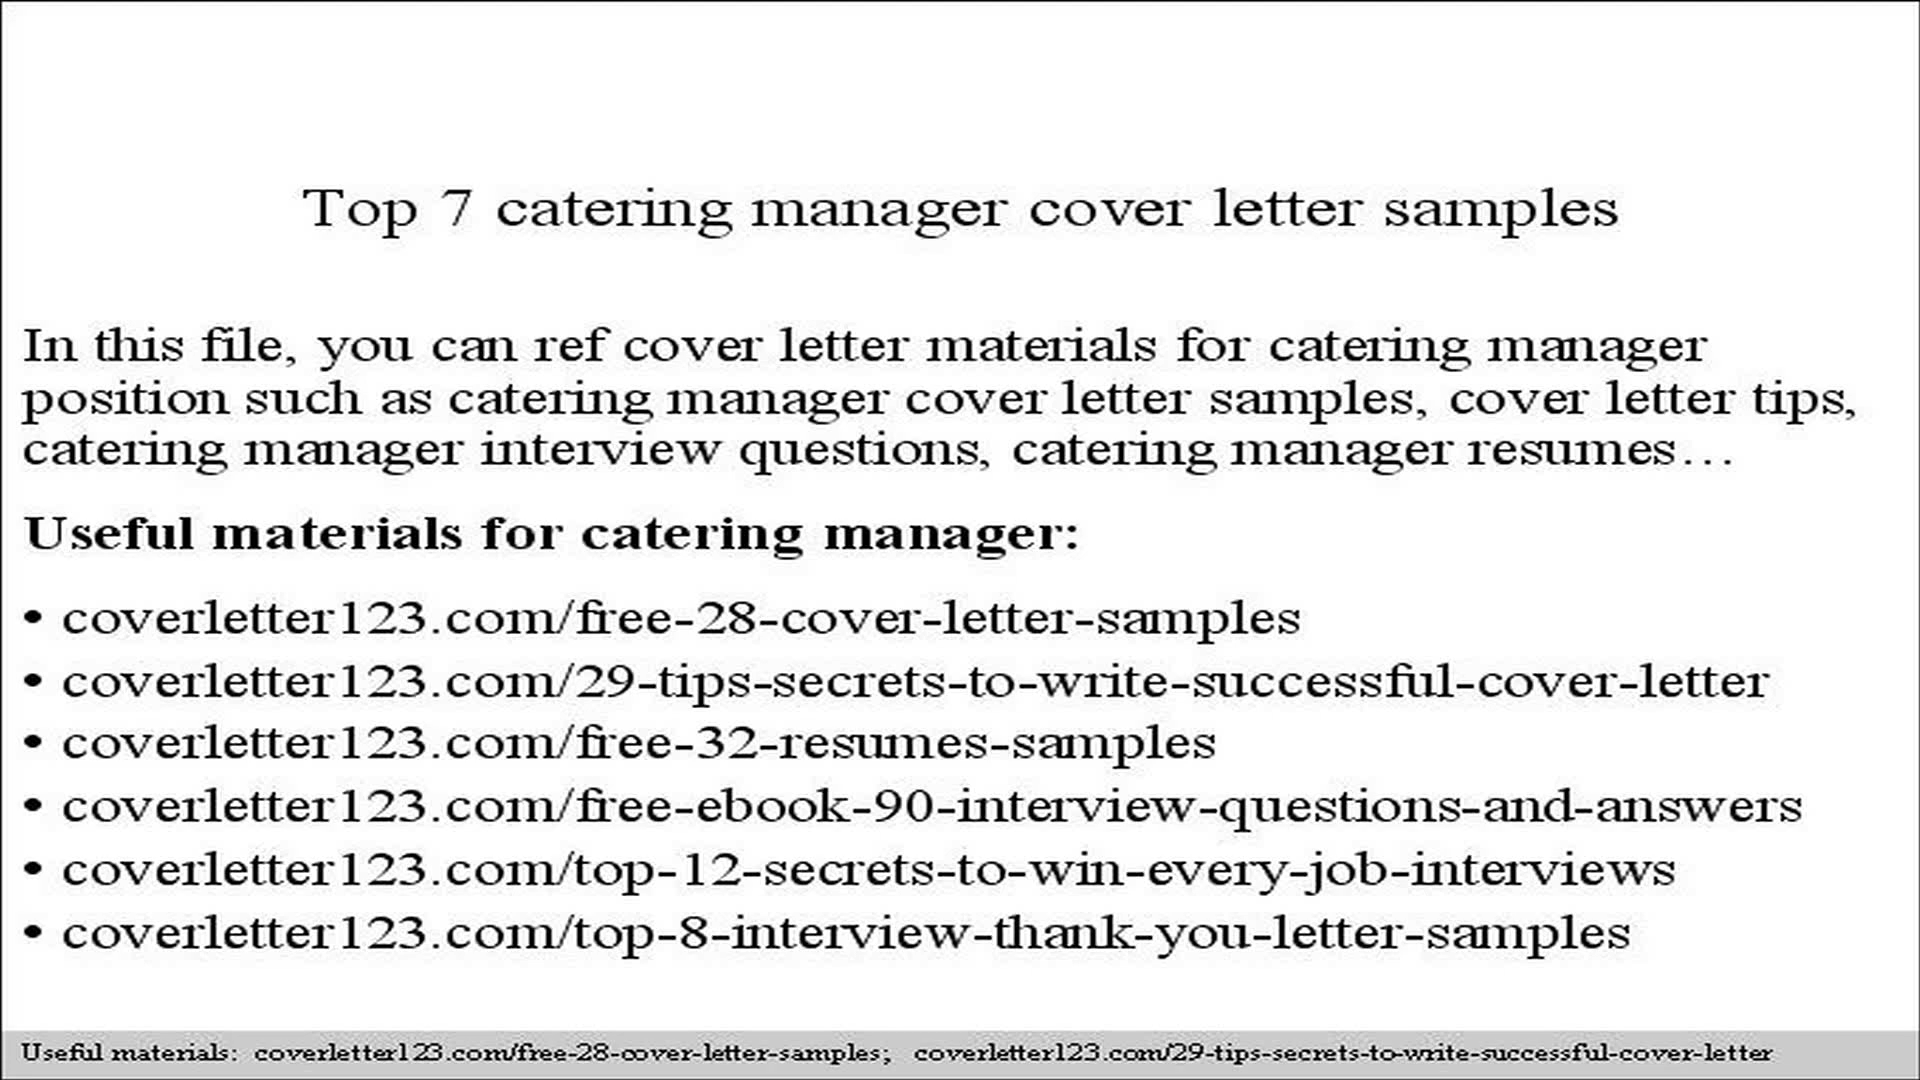 Top 7 catering manager cover letter samples
In this file, you can ref cover letter materials for catering manager
position such as catering manager cover letter samples, cover letter tips,
catering manager interview questions, catering manager resumes…
Useful materials for catering manager:
• coverletter123.com/free-28-cover-letter-samples
• coverletter123.com/29-tips-secrets-to-write-successful-cover-letter
• coverletter123.com/free-32-resumes-samples
• coverletter123.com/free-ebook-90-interview-questions-and-answers
• coverletter123.com/top-12-secrets-to-win-every-job-interviews
• coverletter123.com/top-8-interview-thank-you-letter-samples
Useful materials: coverletter123.com/free-28-cover-letter-samples; coverletter123.com/29-tips-secrets-to-write-successful-cover-letter